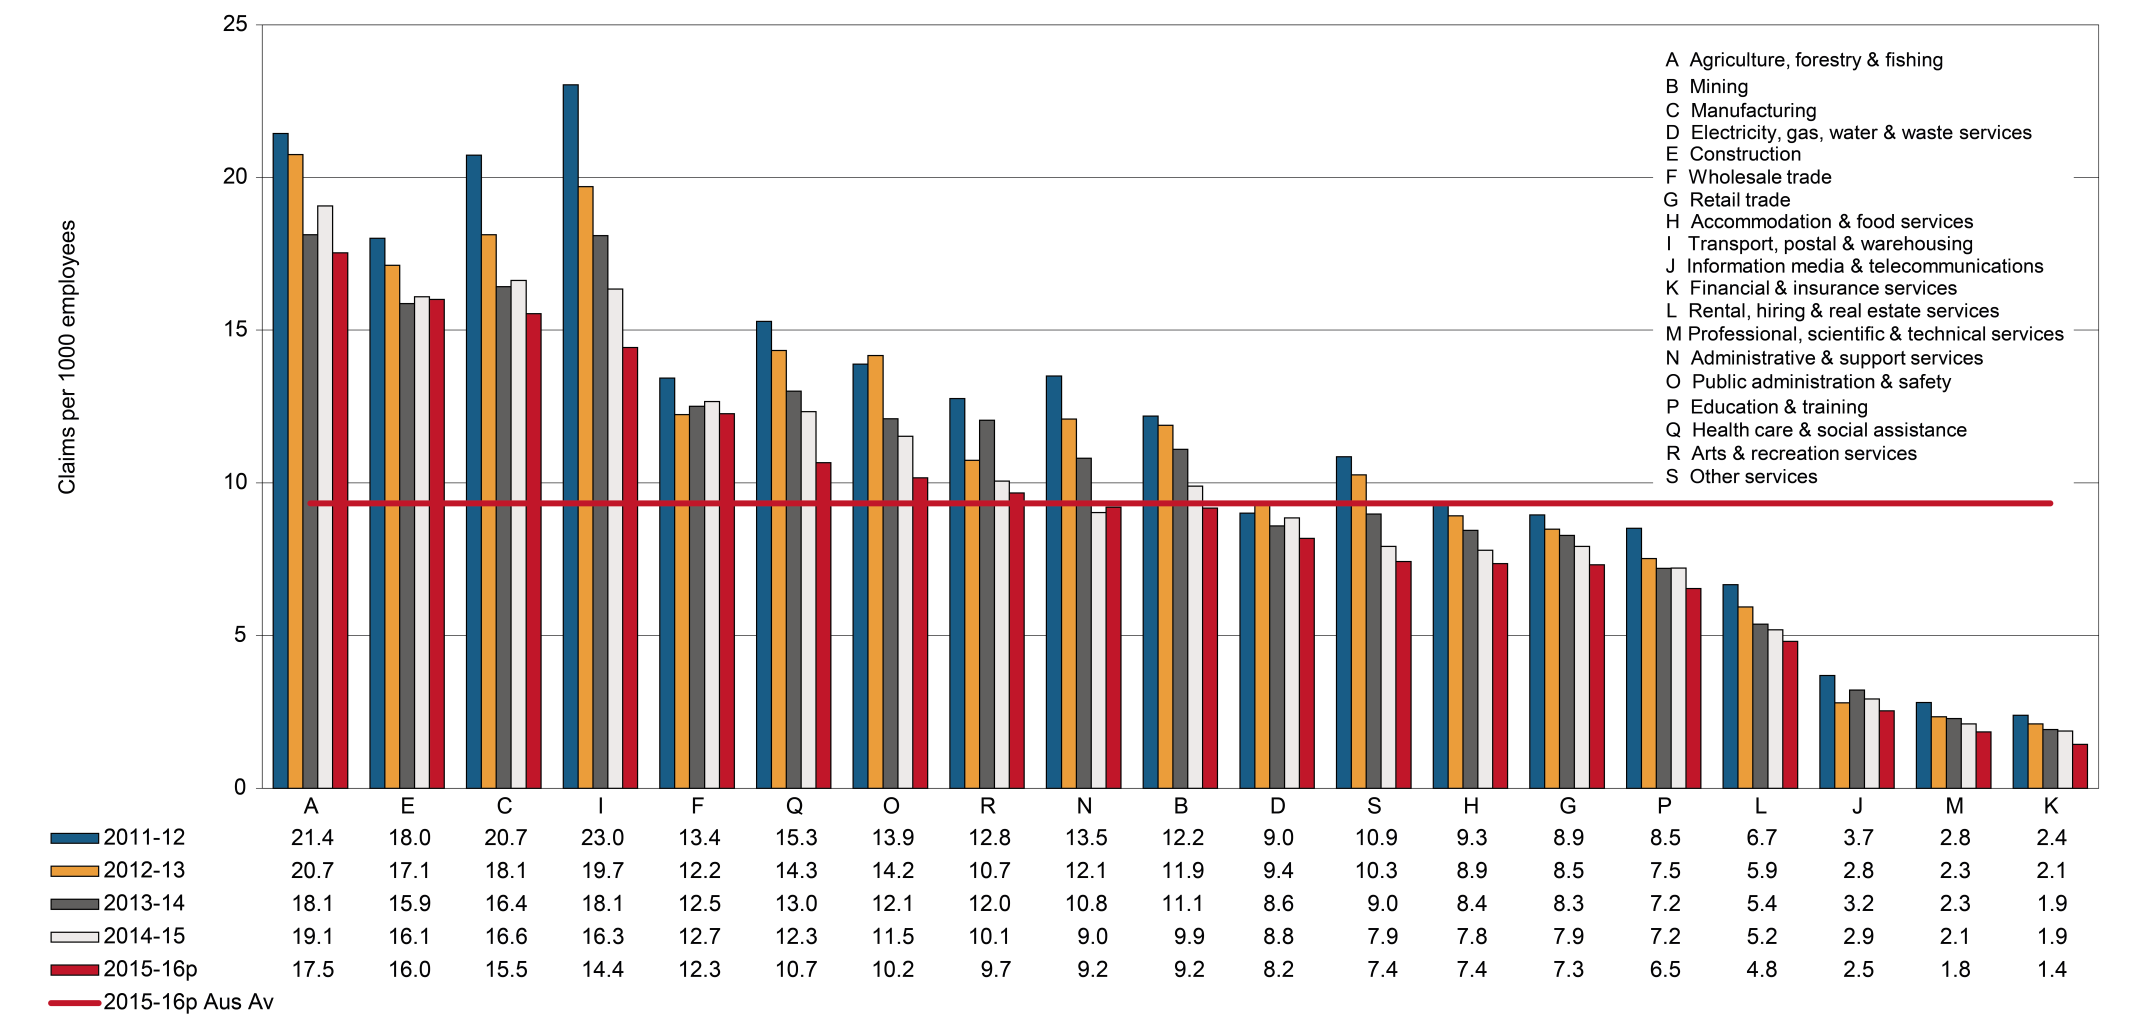 25
20
15
10
5
0
Claims per 1000 employees
A Agriculture, forestry & fishing
B Mining
C Manufacturing
D Electricity, gas, water & waste services
E Construction
F Wholesale trade
G Retail trade
H Accommodation & food services
I Transport, postal & warehousing
J Information media & telecommunications
K Financial & insurance services
L Rental, hiring & real estate services
M Professional, scientific & technical services
N Administrative & support services
O Public administration & safety
P Education & training
Q Health care & social assistance
R Arts & recreation services
S Other services
A E C I F Q O R N B D S H G P L J M K
2011-12 21.4 18.0 20.7 23.0 13.4 15.3 13.9 12.8 13.5 12.2 9.0 10.9 9.3 8.9 8.5 6.7 3.7 2.8 2.4
2012-13 20.7 17.1 18.1 19.7 12.2 14.3 14.2 10.7 12.1 11.9 9.4 10.3 8.9 8.5 7.5 5.9 2.8 2.3 2.1
2013-14 18.1 15.9 16.4 18.1 12.5 13.0 12.1 12.0 10.8 11.1 8.6 9.0 8.4 8.3 7.2 5.4 3.2 2.3 1.9
2014-15 19.1 16.1 16.6 16.3 12.7 12.3 11.5 10.1 9.0 9.9 8.8 7.9 7.8 7.9 7.2 5.2 2.9 2.1 1.9
2015-16p 17.5 16.0 15.5 14.4 12.3 10.7 10.2 9.7 9.2 9.2 8.2 7.4 7.4 7.3 6.5 4.8 2.5 1.8 1.4
2015-16p Aus Av